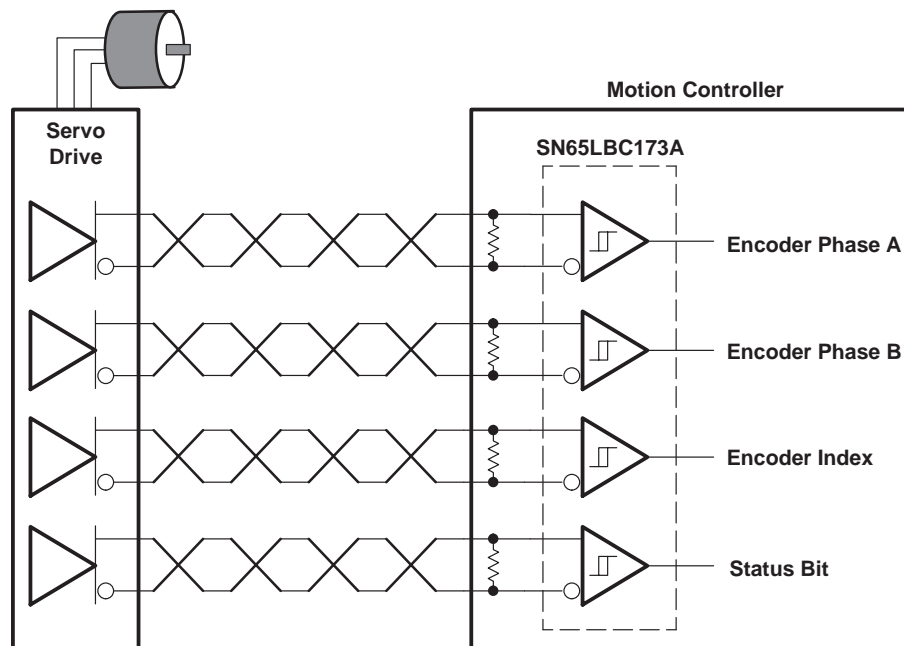 Motion Controller
Servo
Drive
SN65LBC173A
Encoder Phase A
Encoder Phase B
Encoder Index
Status Bit